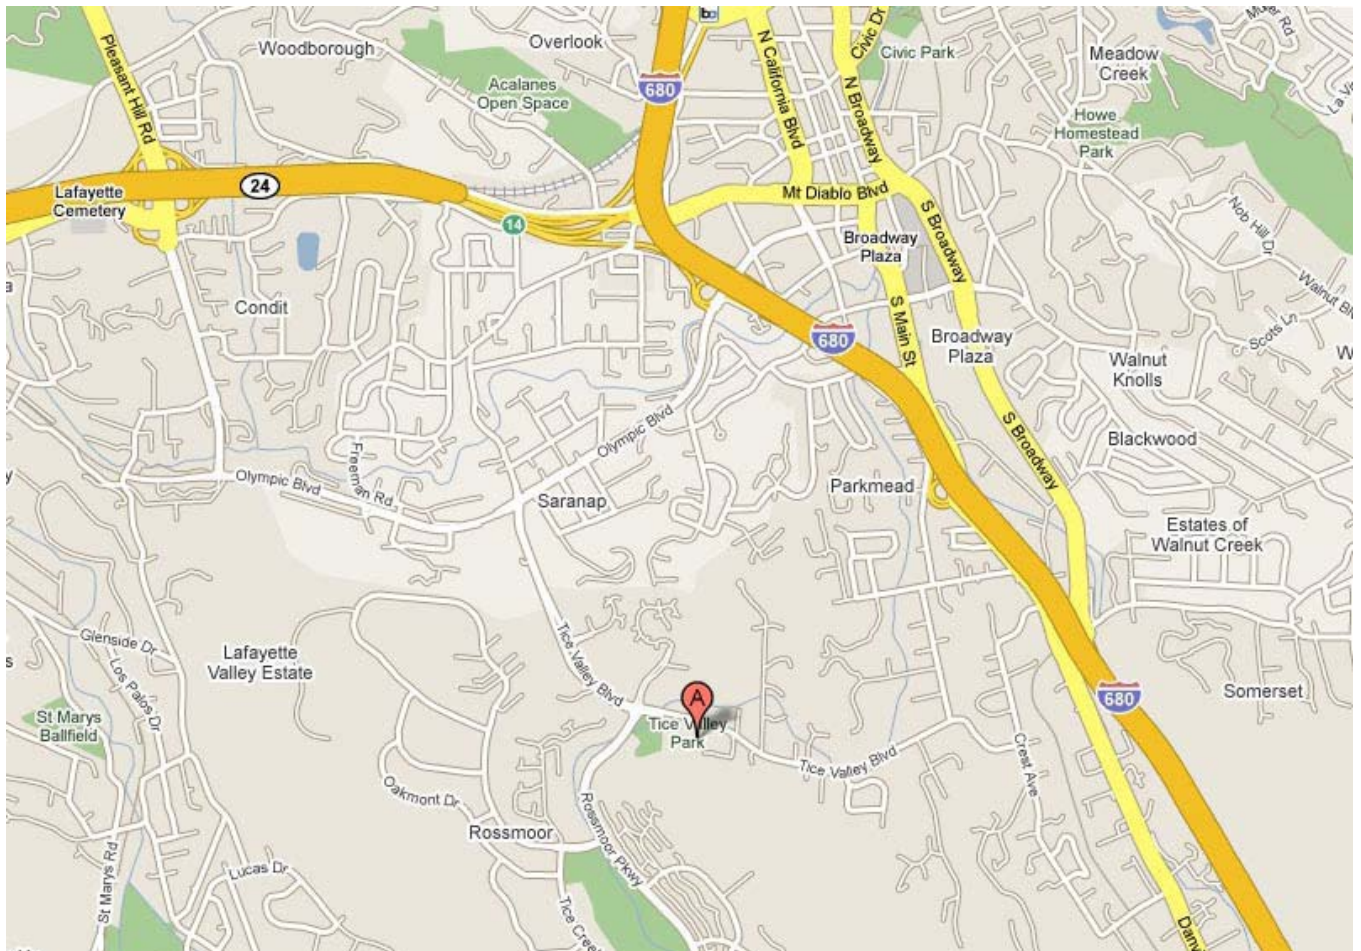 Woodborough
Overlook
Pleasant Hill Rd
Acalanes
Open Space
680
N California Blvd
Civic Dr
Civic Park
N Broadway
Meadow
Creek
Howe
Homestead
Park
Lafayette
Cemetery
24
14
Mt Diablo Blvd
S Broadway
Nob Hill Dr
Broadway
Plaza
Walnut
Condit
S Main St
680
Broadway
Plaza
Scots Ln
Walnut
Knolls
Olympic Blvd
S Broadway
Blackwood
Freeman Rd
Olympic Blvd
Saranap
Parkmead
Estates of
Walnut Creek
Glenside Dr
Lafayette
Valley Estate
Los Palos Dr
Tice Valley Blvd
A
680
Somerset
St Marys
Ballfield
Tice Valley
Park
Tice Valley Blvd
Crest Ave
Oakmont Dr
Rossmoor
Rossmoor Pkwy
Lucas Dr
St Marys Rd
Tice Creek